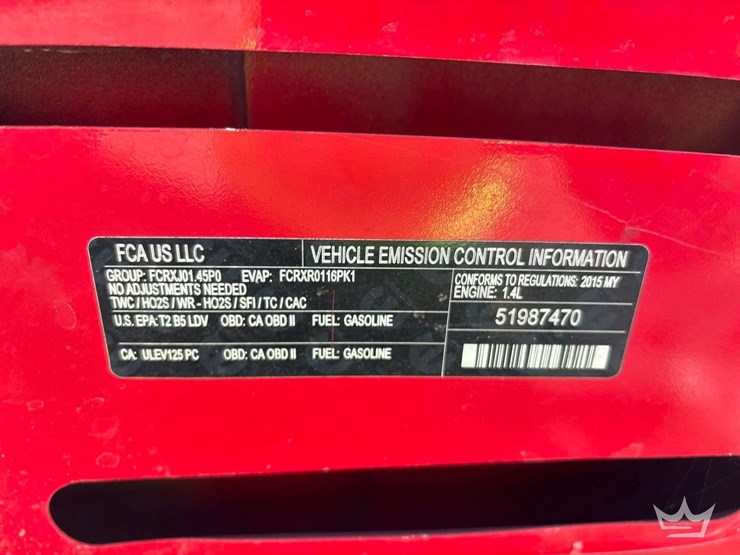 FCA US LLC
VEHICLE EMISSION CONTROL INFORMATION
GROUP: FCRXJ01.45P0 EVAP: FCRXR0116PK1
NO ADJUSTMENTS NEEDED
TWC / HO2S / WR - HO2S / SFI / TC / CAC
CONFORMS TO REGULATIONS: 2015 MY
ENGINE: 1.4L
U.S. EPA: T2 B5 LDV OBD: CA OBD II FUEL: GASOLINE
51987470
CA: ULEV125 PC OBD: CA OBD II FUEL: GASOLINE